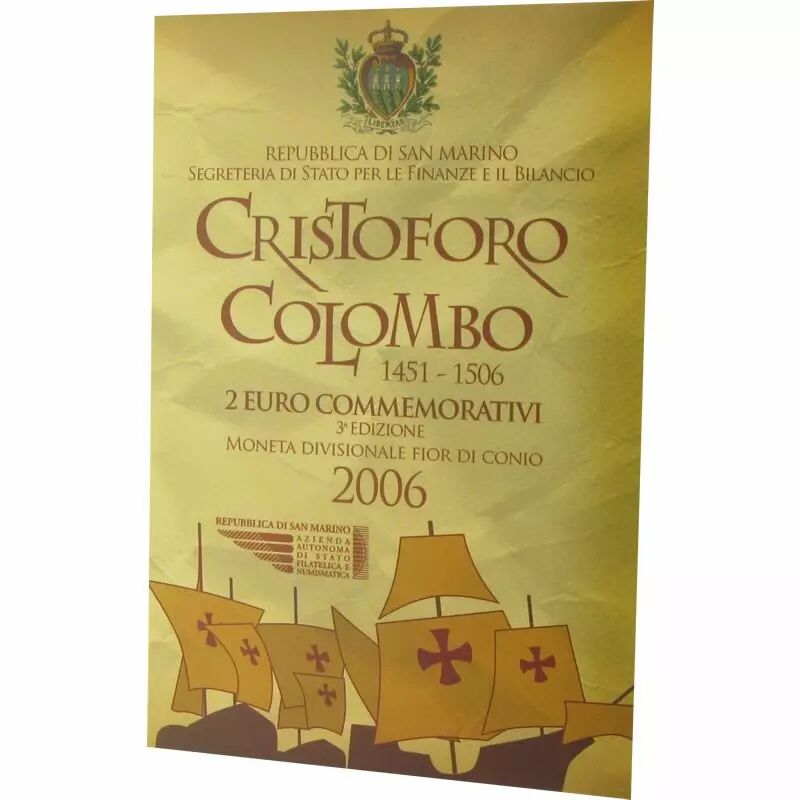 LIBERTAS
REPUBBLICA DI SAN MARINO
SEGRETERIA DI STATO PER LE FINANZE E IL BILANCIO
CRISTOFORO
COLOMBO
1451 - 1506
2 EURO COMMEMORATIVI
3ª EDIZIONE
MONETA DIVISIONALE FIOR DI CONIO
2006
REPUBBLICA DI SAN MARINO
AZIENDA
AUTONOMA
DI STATO
FILATELICA E
NUMISMATICA